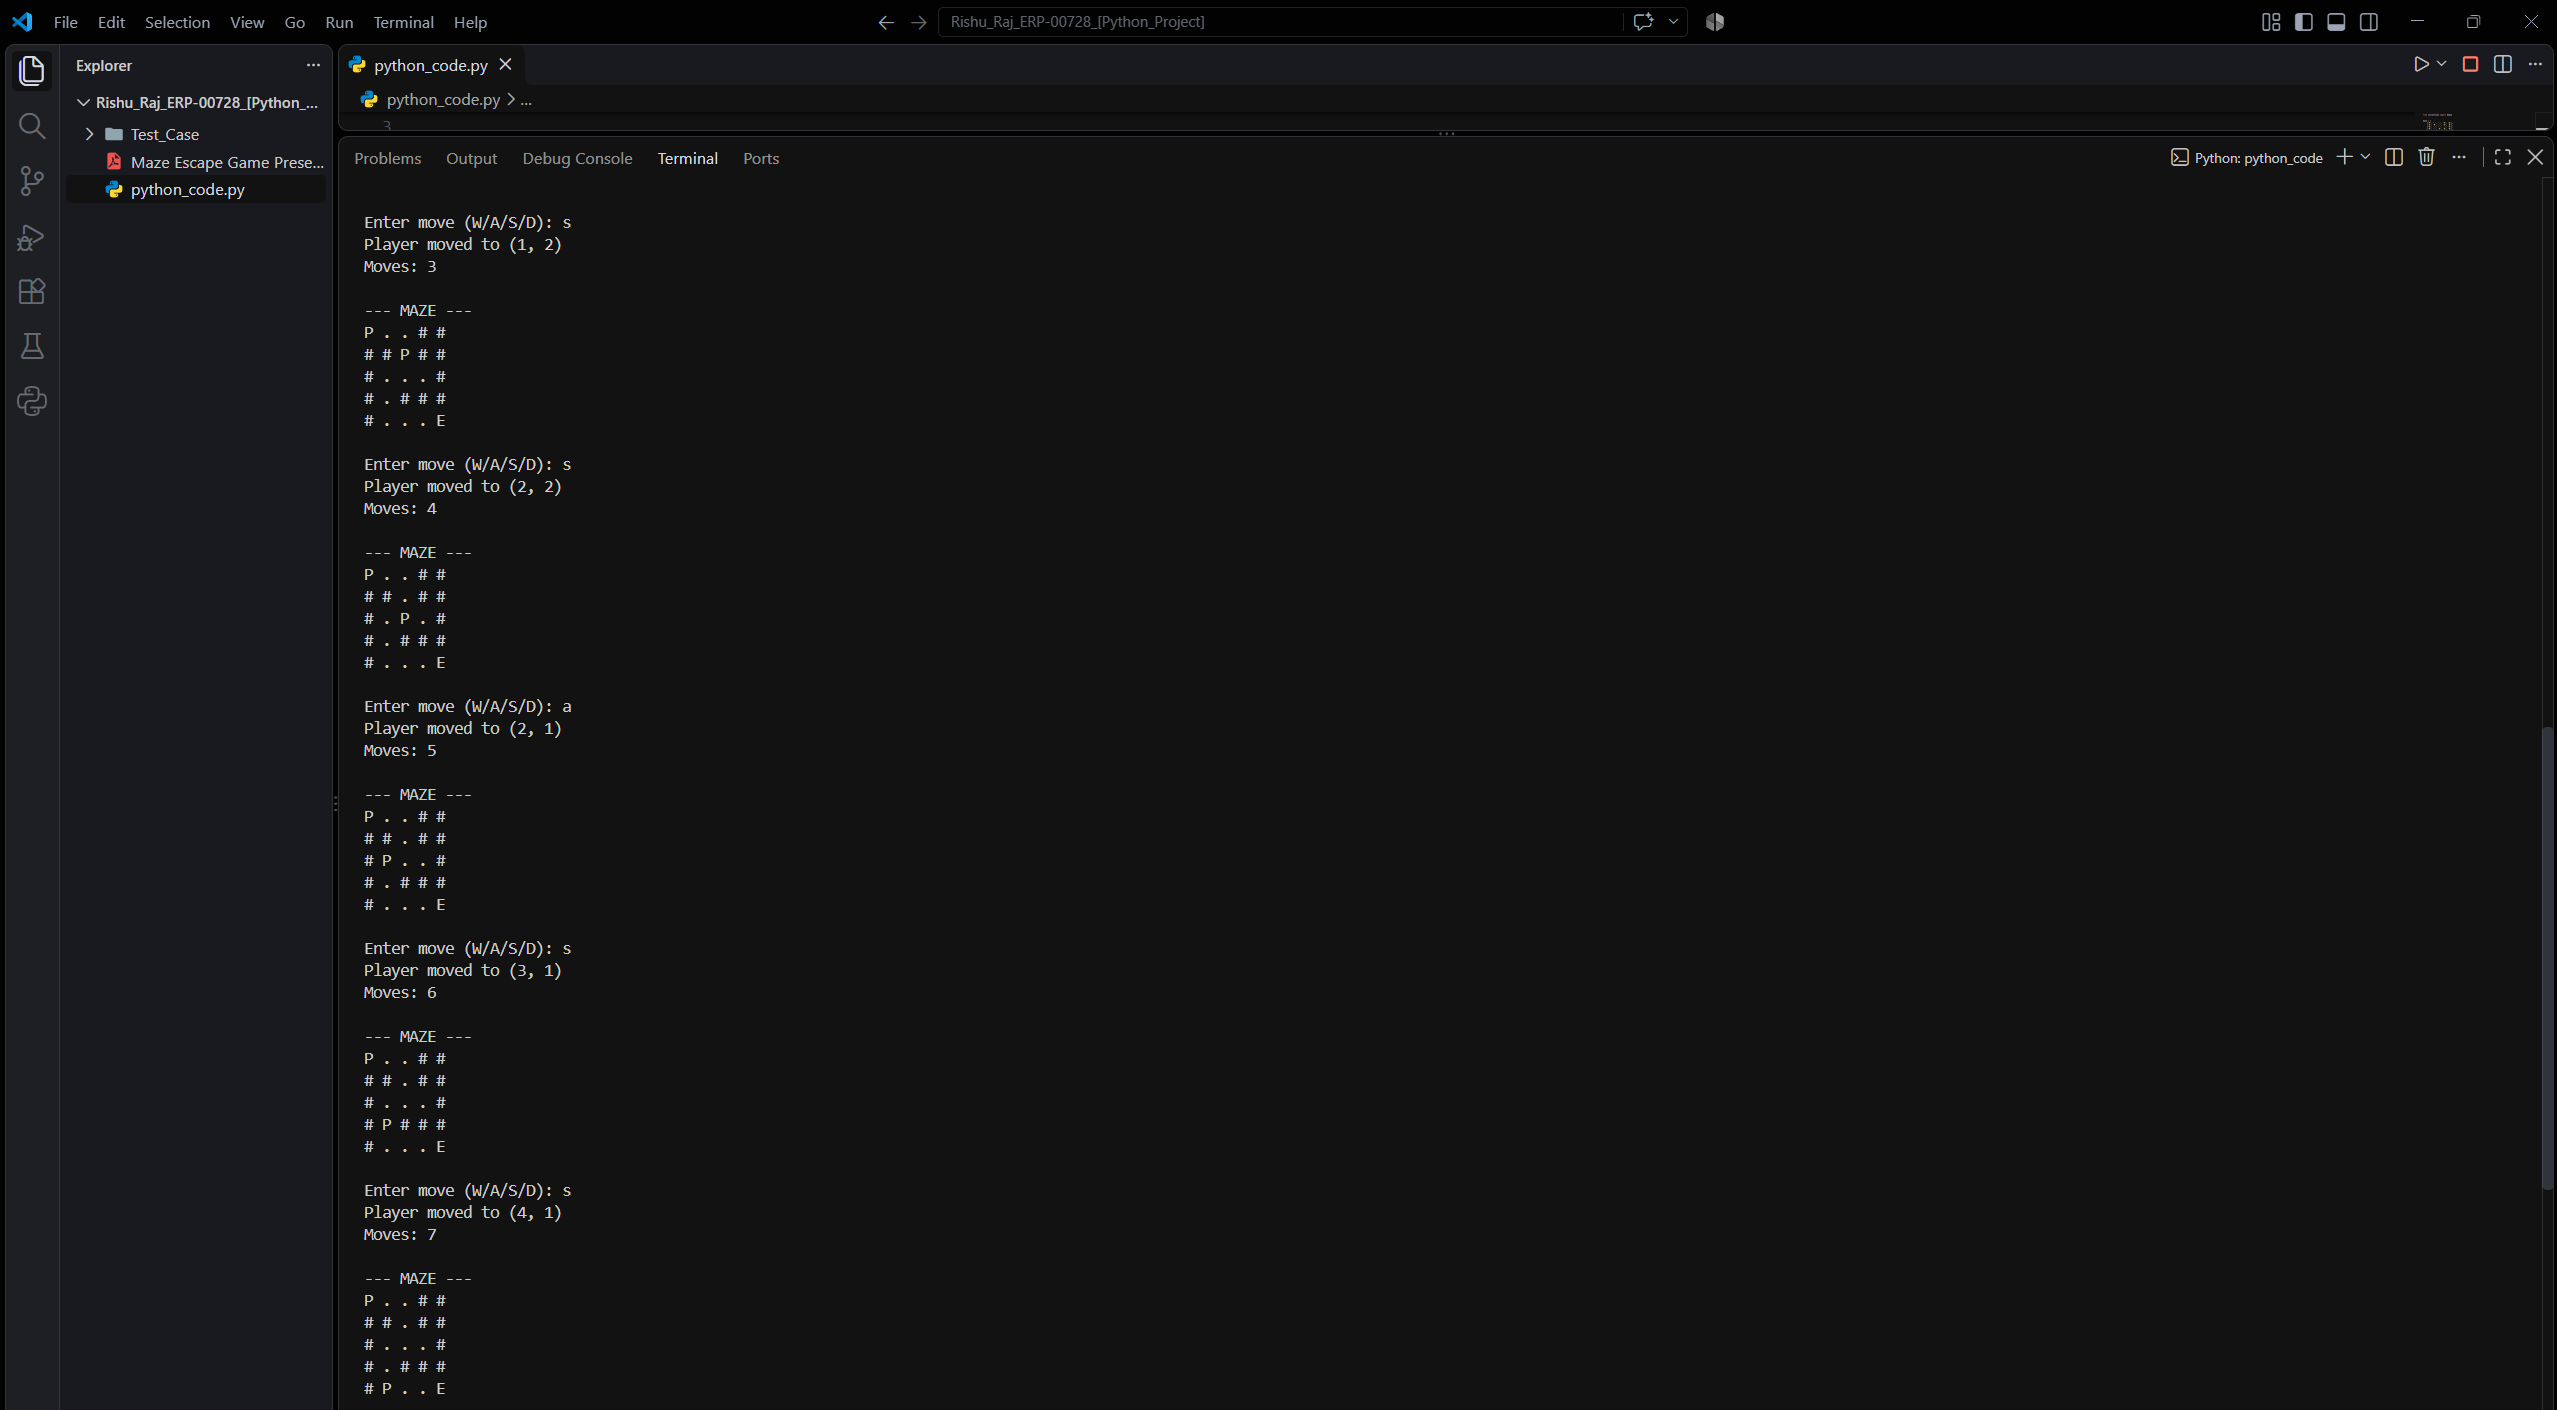 File Edit Selection View Go Run Terminal Help
Rishu_Raj_ERP-00728_[Python_Project]
Explorer
Rishu_Raj_ERP-00728_[Python_...
Test_Case
Maze Escape Game Prese...
python_code.py
python_code.py
python_code.py > ...
3
Problems Output Debug Console Terminal Ports
Python: python_code
Enter move (W/A/S/D): s
Player moved to (1, 2)
Moves: 3
--- MAZE ---
P . . # #
# # P # #
# . . . #
# . # # #
# . . . E
Enter move (W/A/S/D): s
Player moved to (2, 2)
Moves: 4
--- MAZE ---
P . . # #
# # . # #
# . P . #
# . # # #
# . . . E
Enter move (W/A/S/D): a
Player moved to (2, 1)
Moves: 5
--- MAZE ---
P . . # #
# # . # #
# P . . #
# . # # #
# . . . E
Enter move (W/A/S/D): s
Player moved to (3, 1)
Moves: 6
--- MAZE ---
P . . # #
# # . # #
# . . . #
# P # # #
# . . . E
Enter move (W/A/S/D): s
Player moved to (4, 1)
Moves: 7
--- MAZE ---
P . . # #
# # . # #
# . . . #
# . # # #
# P . . E